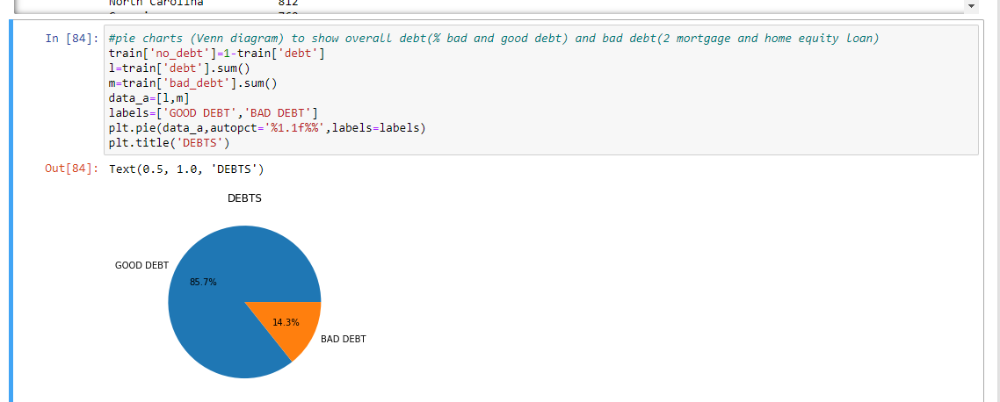 North Carolina 812
In [84]: #pie charts (Venn diagram) to show overall debt(% bad and good debt) and bad debt(2 mortgage and home equity loan)
train['no_debt']=1-train['debt']
l=train['debt'].sum()
m=train['bad_debt'].sum()
data_a=[l,m]
labels=['GOOD DEBT','BAD DEBT']
plt.pie(data_a,autopct='%1.1f%%',labels=labels)
plt.title('DEBTS')
Out[84]: Text(0.5, 1.0, 'DEBTS')
DEBTS
GOOD DEBT
85.7%
14.3%
BAD DEBT